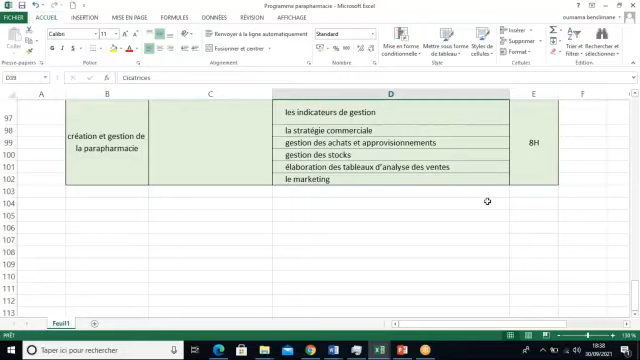 Programme parapharmacie - Microsoft Excel
FICHIER ACCUEIL INSERTION MISE EN PAGE FORMULES DONNÉES RÉVISION AFFICHAGE
oumama benslimane
Coller
Calibri 11
Renvoyer à la ligne automatiquement
Fusionner et centrer
Standard
Mise en forme conditionnelle
Mettre sous forme de tableau
Styles de cellules
Insérer
Supprimer
Format
Trier et filtrer
Rechercher et sélectionner
Presse-papiers
Police
Alignement
Nombre
Style
Cellules
Édition
D39 Cicatrices
A B C D E F G
97 les indicateurs de gestion
98 la stratégie commerciale
99 gestion des achats et approvisionnements
100 gestion des stocks
101 élaboration des tableaux d'analyse des ventes
102 le marketing
création et gestion de
la parapharmacie
8H
103
104
105
106
107
108
109
110
111
112
113
Feuil1
PRÊT
130 %
Taper ici pour rechercher
18:38
30/09/2021